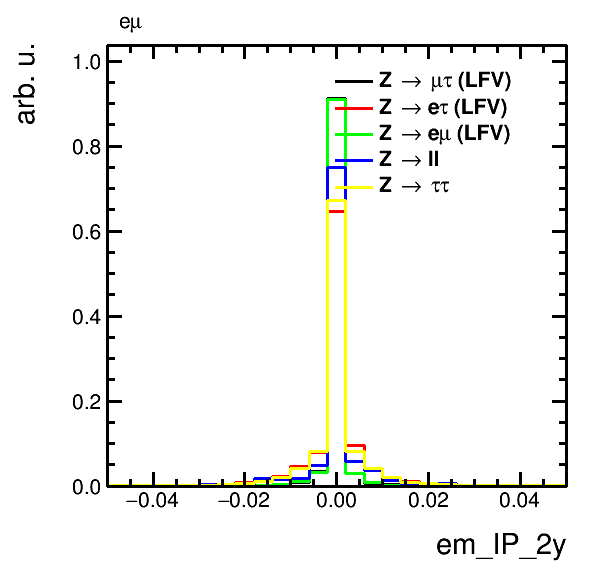 eμ
arb. u.
1.0
0.8
0.6
0.4
0.2
0.0
Z → μτ (LFV)
Z → eτ (LFV)
Z → eμ (LFV)
Z → ll
Z → ττ
−0.04 −0.02 0.00 0.02 0.04
em_IP_2y